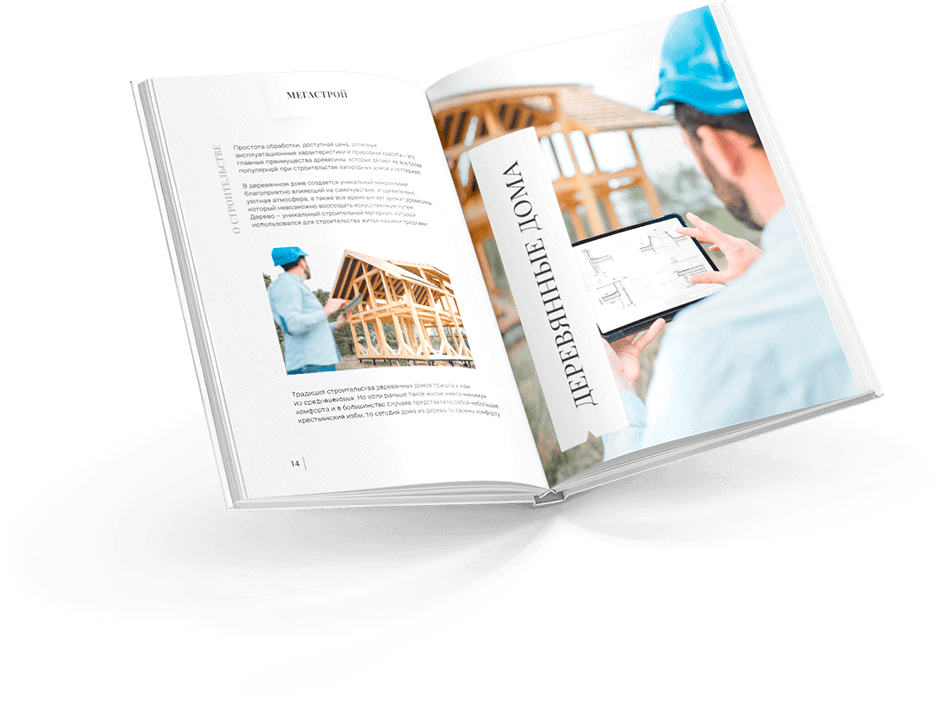 МЕГАСТРОЙ
О СТРОИТЕЛЬСТВЕ
Простота обработки, доступная цена, отличные
эксплуатационные характеристики и природная красота – это
главные преимущества древесины, которые делают ее все более
популярной при строительстве загородных домов и коттеджей.
В деревянном доме создается уникальный микроклимат,
благоприятно влияющий на самочувствие. И удивительно
уютная атмосфера, а также все время витает аромат древесины,
который невозможно воссоздать искусственным путем.
Дерево – уникальный строительный материал, который
использовался для строительства жилья нашими предками.
Традиция строительства деревянных домов пришла к нам
из средневековья. Но если раньше такое жилье имело минимум
комфорта и в большинстве случаев представляло собой небольшие
крестьянские избы, то сегодня дома из дерева по своему комфорту
14
ДЕРЕВЯННЫЕ ДОМА